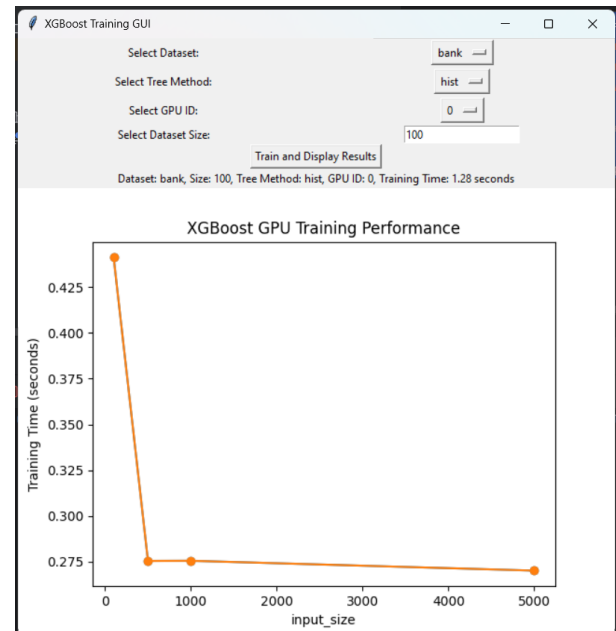 XGBoost Training GUI
Select Dataset: bank
Select Tree Method: hist
Select GPU ID: 0
Select Dataset Size: 100
Train and Display Results
Dataset: bank, Size: 100, Tree Method: hist, GPU ID: 0, Training Time: 1.28 seconds
XGBoost GPU Training Performance
Training Time (seconds)
0.425
0.400
0.375
0.350
0.325
0.300
0.275
0 1000 2000 3000 4000 5000
input_size